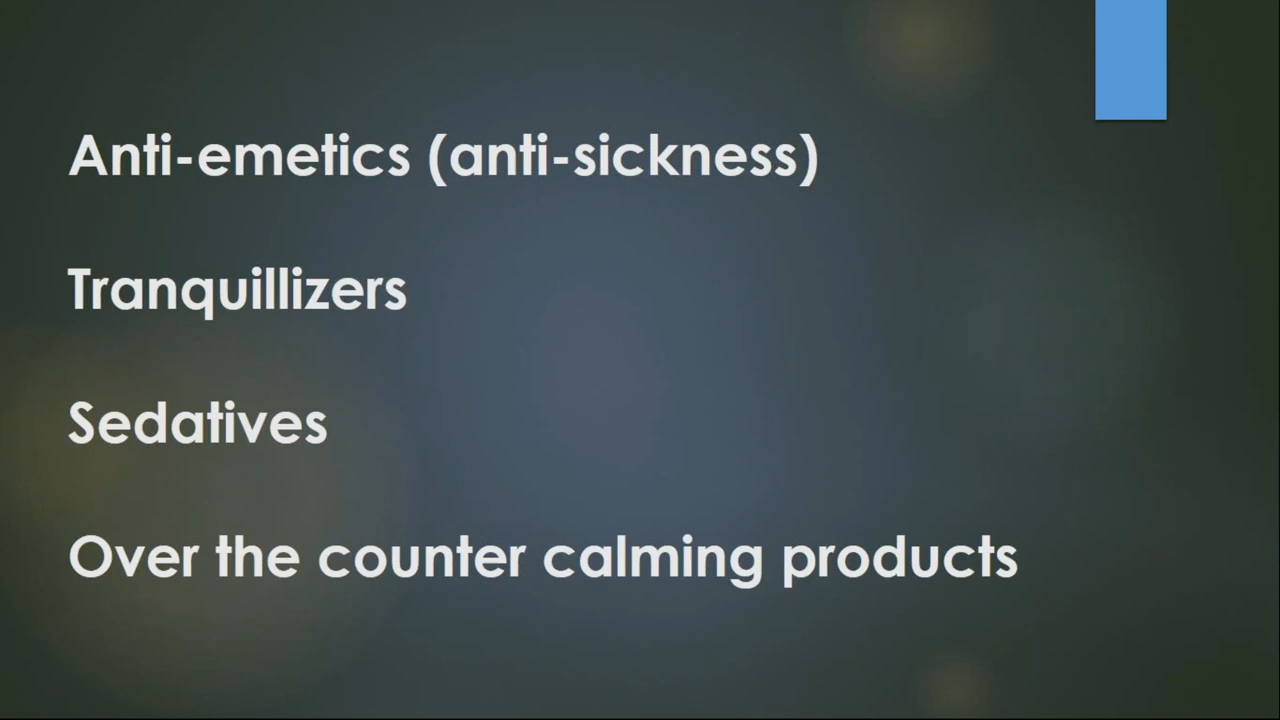 Anti-emetics (anti-sickness)
Tranquillizers
Sedatives
Over the counter calming products